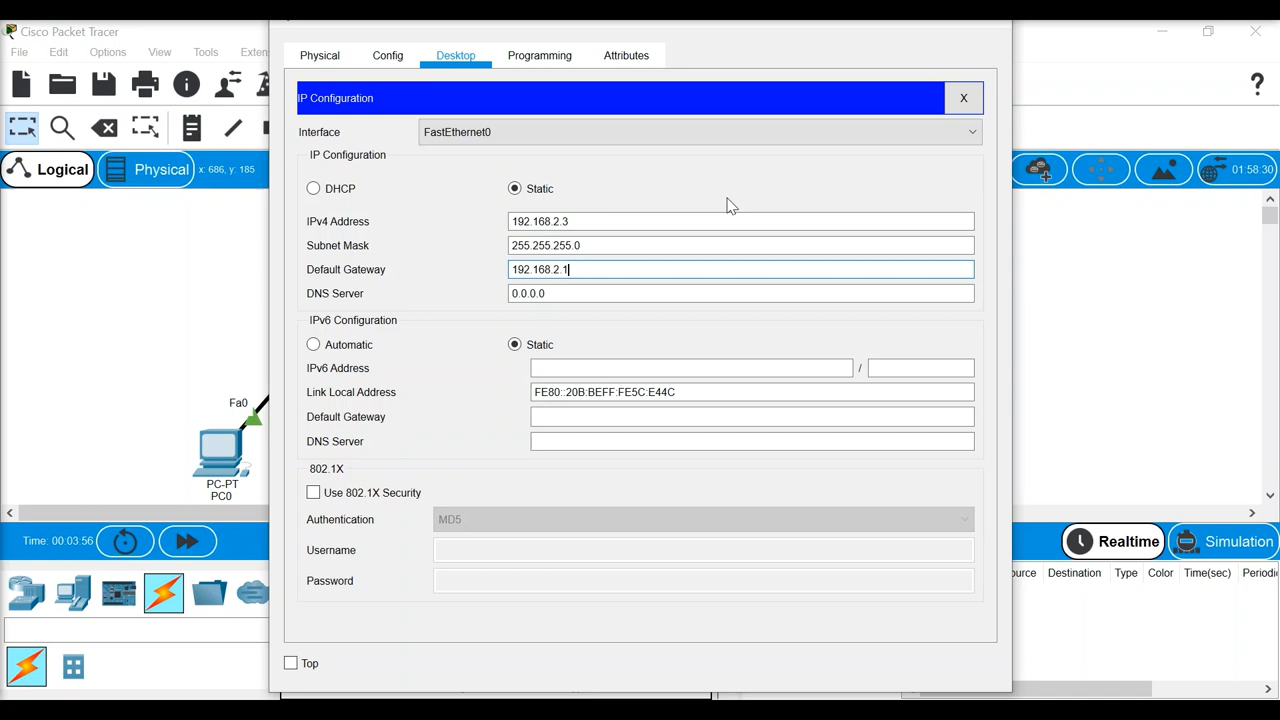 Cisco Packet Tracer
File Edit Options View Tools Exten
Physical Config Desktop Programming Attributes
?
IP Configuration X
Interface FastEthernet0
IP Configuration
Logical Physical x: 686, y: 185 01:58:30
DHCP Static
IPv4 Address 192.168.2.3
Subnet Mask 255.255.255.0
Default Gateway 192.168.2.1
DNS Server 0.0.0.0
IPv6 Configuration
Automatic Static
IPv6 Address /
Link Local Address FE80::20B:BEFF:FE5C:E44C
Default Gateway
DNS Server
Fa0
PC-PT
PC0
802.1X
Use 802.1X Security
Authentication MD5
Username
Password
Time: 00:03:56 Realtime Simulation
ource Destination Type Color Time(sec) Periodi
Top